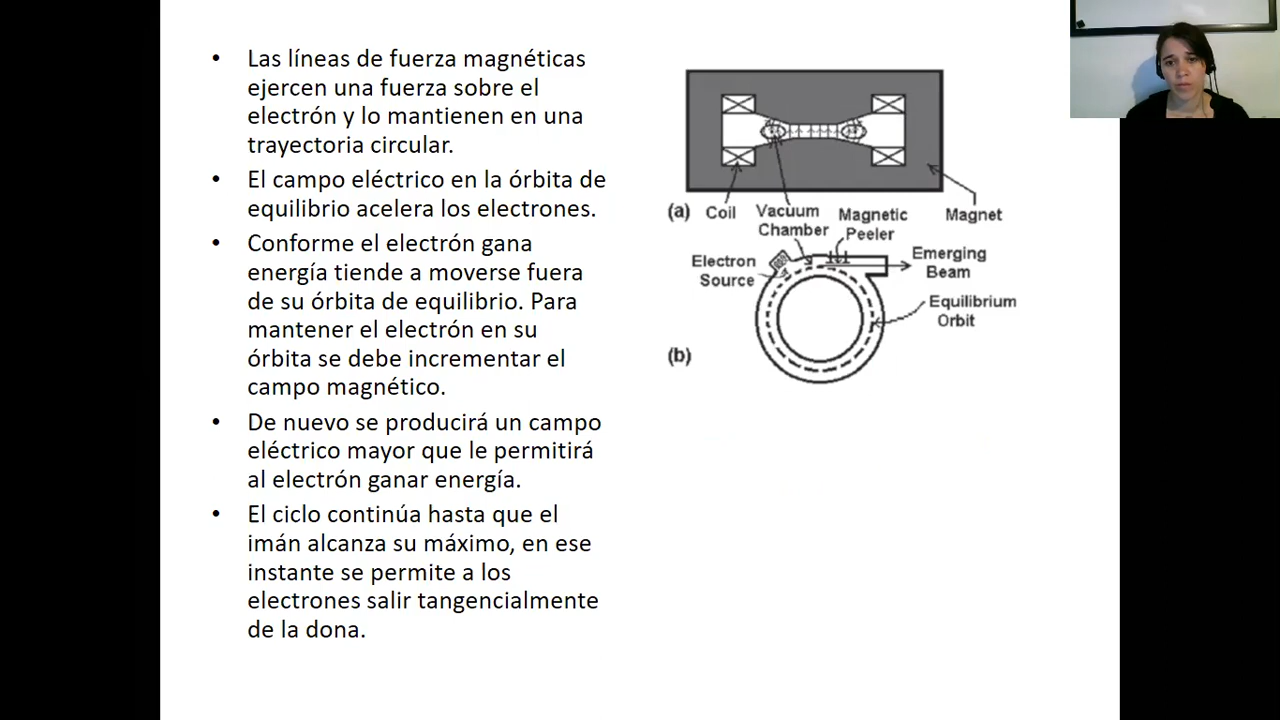 • Las líneas de fuerza magnéticas
ejercen una fuerza sobre el
electrón y lo mantienen en una
trayectoria circular.
• El campo eléctrico en la órbita de
equilibrio acelera los electrones.
• Conforme el electrón gana
energía tiende a moverse fuera
de su órbita de equilibrio. Para
mantener el electrón en su
órbita se debe incrementar el
campo magnético.
• De nuevo se producirá un campo
eléctrico mayor que le permitirá
al electrón ganar energía.
• El ciclo continúa hasta que el
imán alcanza su máximo, en ese
instante se permite a los
electrones salir tangencialmente
de la dona.
(a)
Coil
Vacuum
Chamber
Magnetic
Peeler
Magnet
Electron
Source
Emerging
Beam
Equilibrium
Orbit
(b)